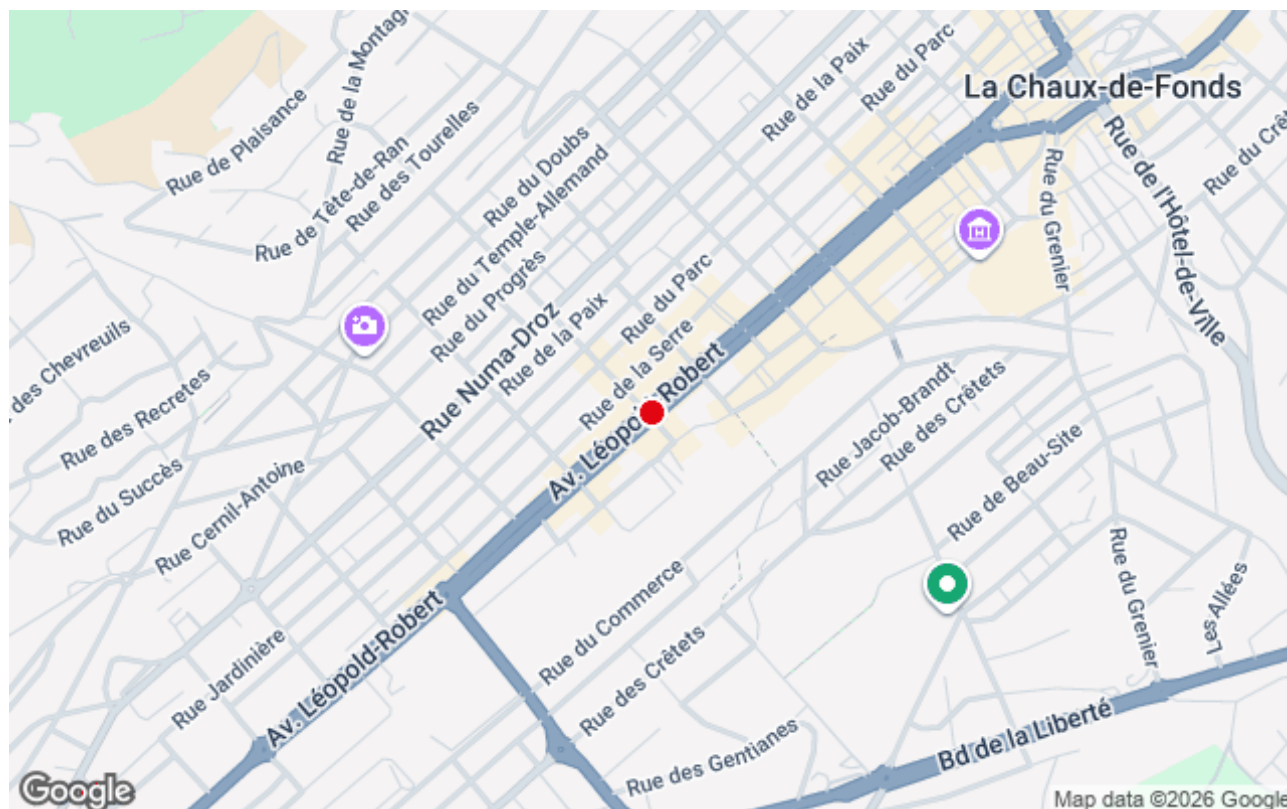 Rue de la Montag
Rue du Parc
Rue de la Paix
La Chaux-de-Fonds
Rue de Plaisance
Rue des Tourelles
Rue de Tête-de-Ran
Rue du Doubs
Rue du Temple-Allemand
Rue du Progrès
Rue de l'Hôtel-de-Ville
Rue du Crêt
Rue du Grenier
Rue du Parc
Rue de la Paix
Rue Numa-Droz
Rue de la Serre
des Chevreuils
Rue des Recretes
Rue du Succès
Rue Cernil-Antoine
Av. Léopold-Robert
Rue Jacob-Brandt
Rue des Crêtets
Rue de Beau-Site
Rue du Commerce
Rue des Crêtets
Rue du Grenier
Les Allées
Rue Jardinière
Av. Léopold-Robert
Rue des Gentianes
Bd de la Liberté
Google
Map data ©2026 Google